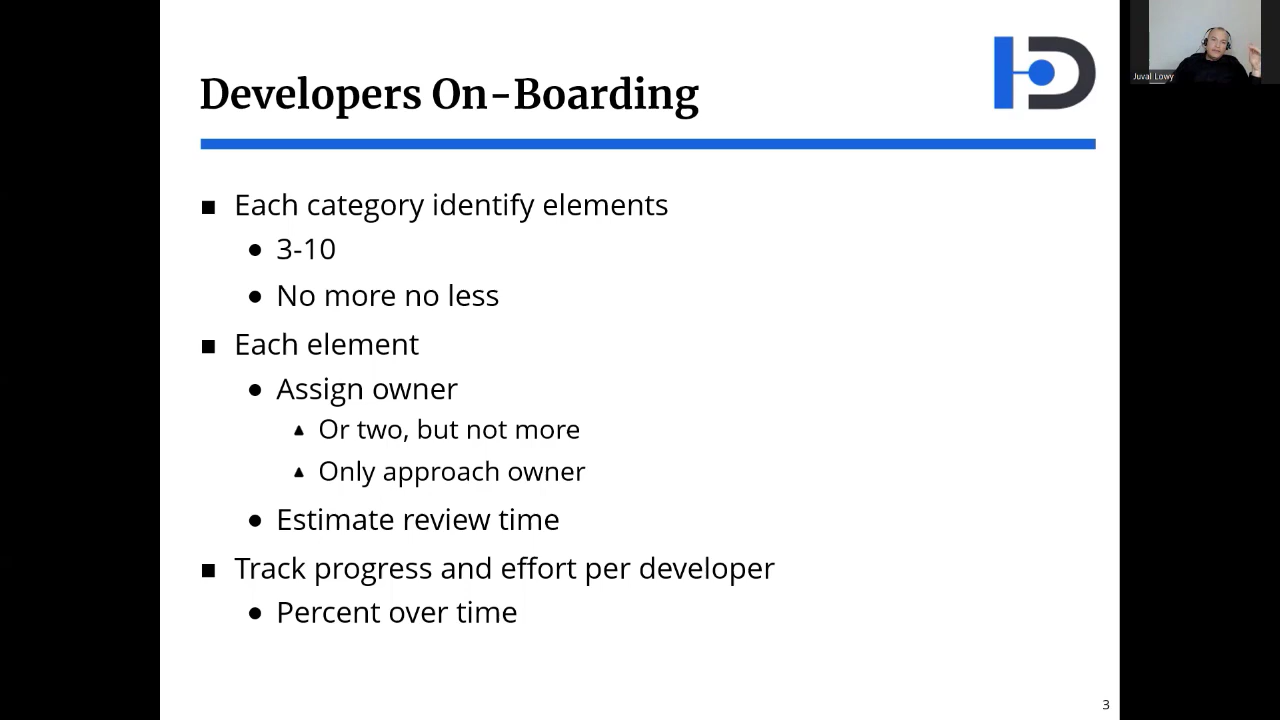 Developers On-Boarding
Each category identify elements
3-10
No more no less
Each element
Assign owner
Or two, but not more
Only approach owner
Estimate review time
Track progress and effort per developer
Percent over time
3
Juval Lowy